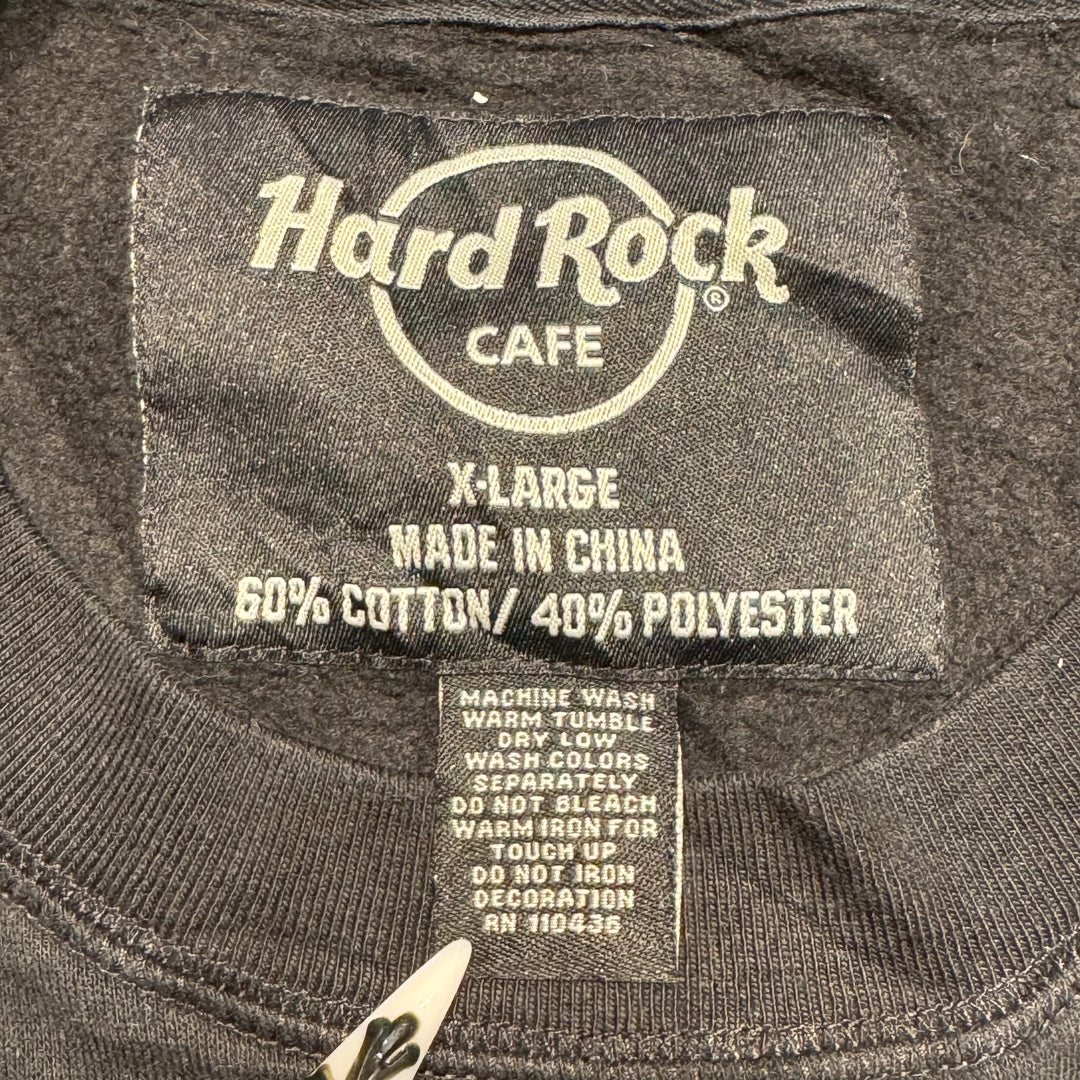 Hard Rock
®
CAFE
X-LARGE
MADE IN CHINA
60% COTTON/ 40% POLYESTER
MACHINE WASH
WARM TUMBLE
DRY LOW
WASH COLORS
SEPARATELY
DO NOT BLEACH
WARM IRON FOR
TOUCH UP
DO NOT IRON
DECORATION
RN 110436